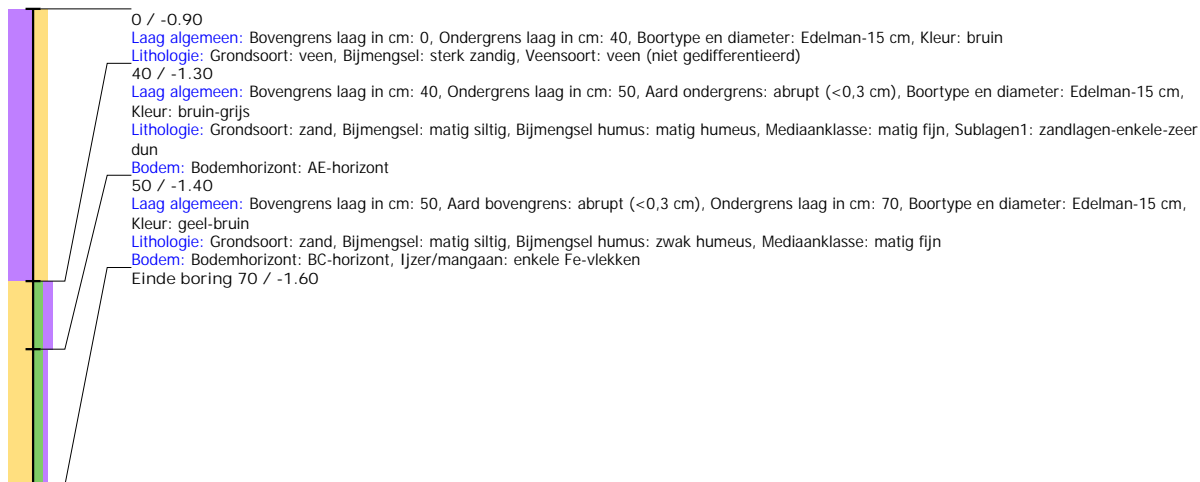 0 / -0.90
Laag algemeen: Bovengrens laag in cm: 0, Ondergrens laag in cm: 40, Boortype en diameter: Edelman-15 cm, Kleur: bruin
Lithologie: Grondsoort: veen, Bijmengsel: sterk zandig, Veensoort: veen (niet gedifferentieerd)
40 / -1.30
Laag algemeen: Bovengrens laag in cm: 40, Ondergrens laag in cm: 50, Aard ondergrens: abrupt (<0,3 cm), Boortype en diameter: Edelman-15 cm,
Kleur: bruin-grijs
Lithologie: Grondsoort: zand, Bijmengsel: matig siltig, Bijmengsel humus: matig humeus, Mediaanklasse: matig fijn, Sublagen1: zandlagen-enkele-zeer
dun
Bodem: Bodemhorizont: AE-horizont
50 / -1.40
Laag algemeen: Bovengrens laag in cm: 50, Aard bovengrens: abrupt (<0,3 cm), Ondergrens laag in cm: 70, Boortype en diameter: Edelman-15 cm,
Kleur: geel-bruin
Lithologie: Grondsoort: zand, Bijmengsel: matig siltig, Bijmengsel humus: zwak humeus, Mediaanklasse: matig fijn
Bodem: Bodemhorizont: BC-horizont, Ijzer/mangaan: enkele Fe-vlekken
Einde boring 70 / -1.60